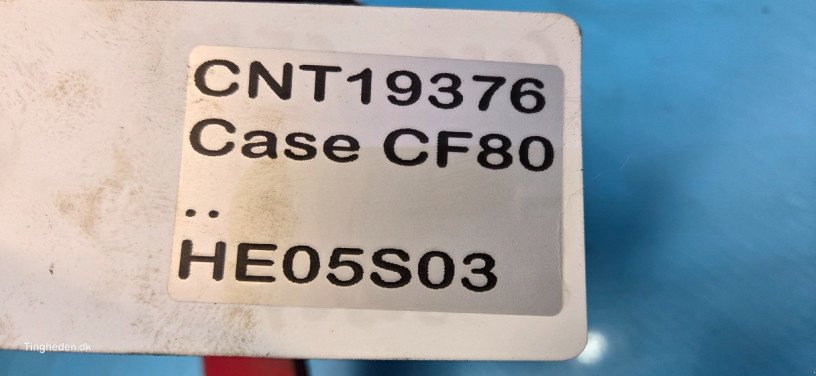 CNT19376
Case CF80
..
HE05S03
Tingheden.dk